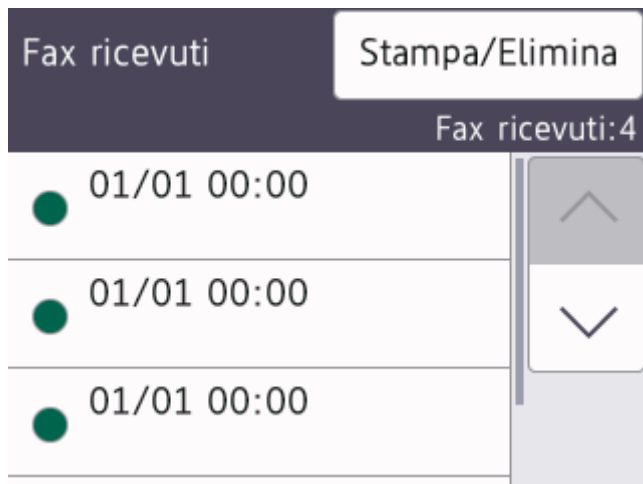 Fax ricevuti
Stampa/Elimina
Fax ricevuti:4
01/01 00:00
01/01 00:00
01/01 00:00